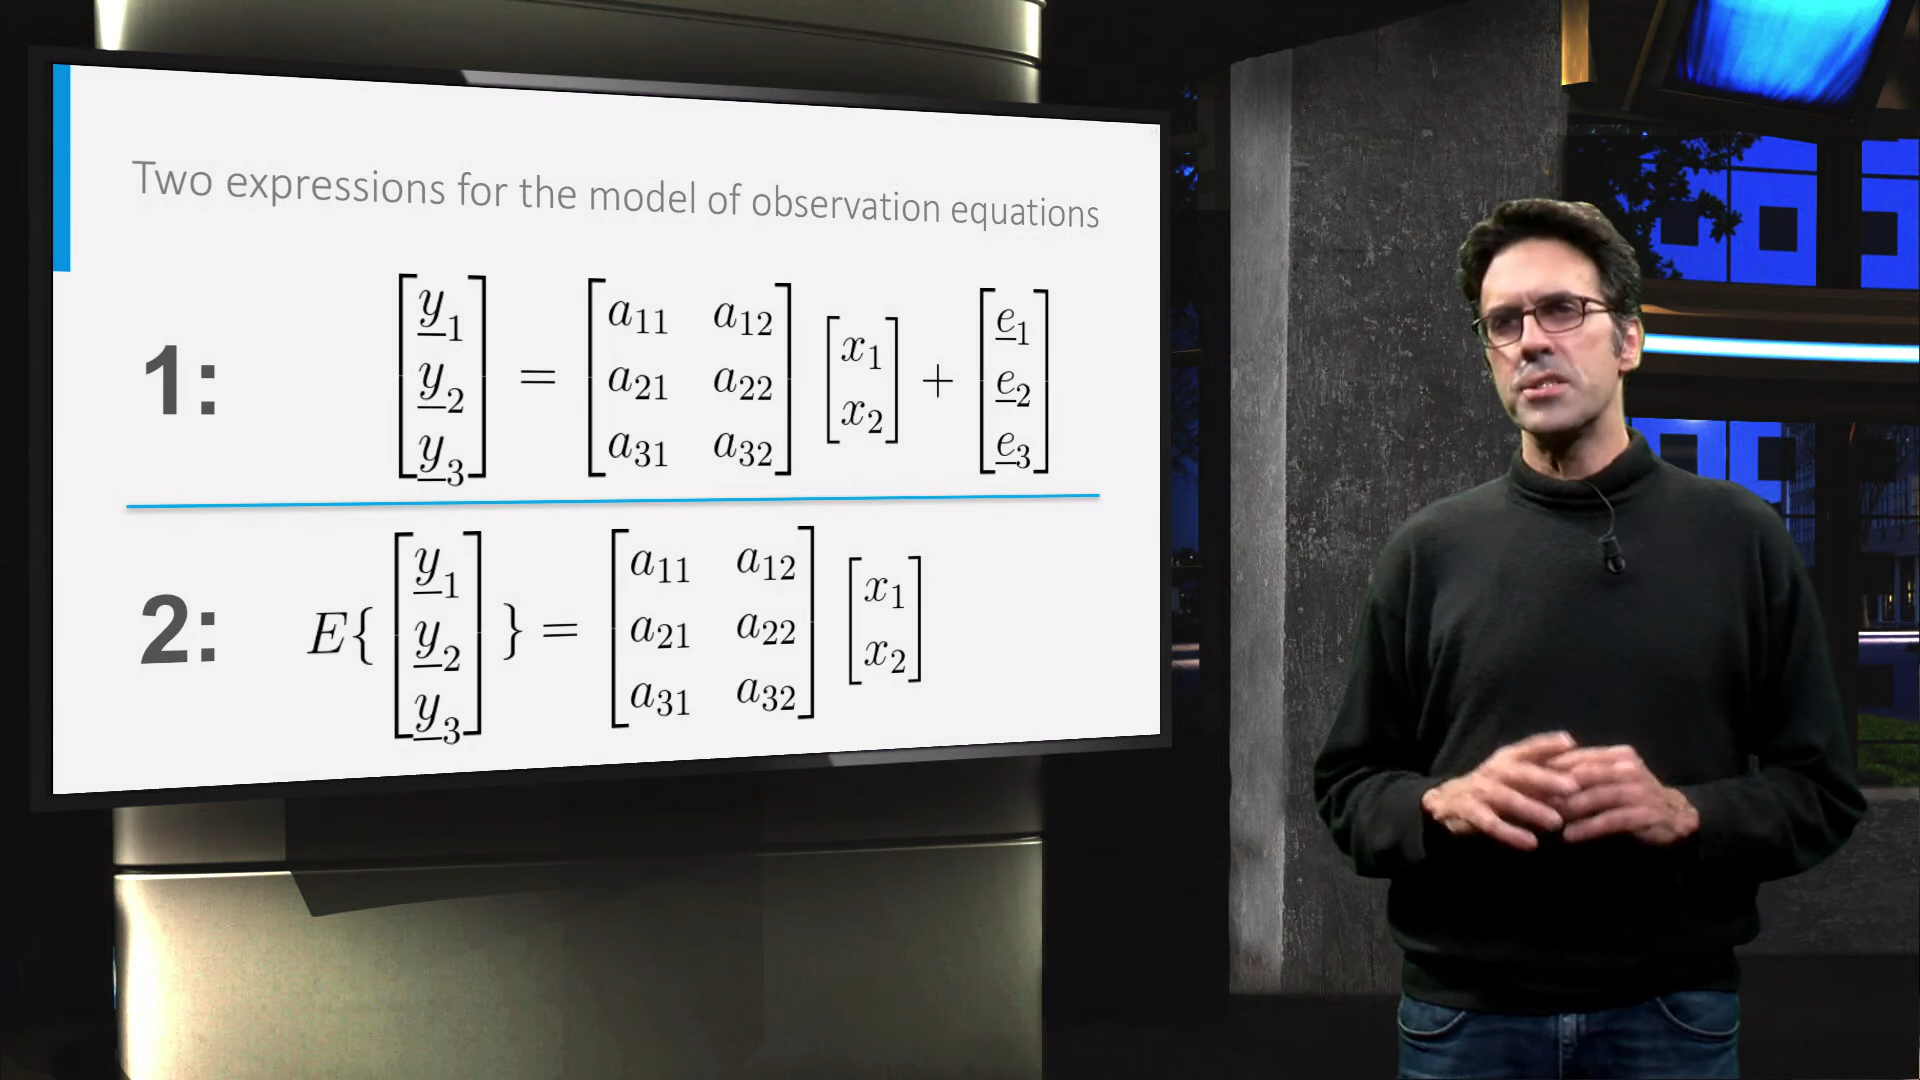 Two expressions for the model of observation equations
1: [y₁ y₂ y₃] = [a₁₁ a₁₂ a₂₁ a₂₂ a₃₁ a₃₂] [x₁ x₂] + [e₁ e₂ e₃]
2: E{ [y₁ y₂ y₃] } = [a₁₁ a₁₂ a₂₁ a₂₂ a₃₁ a₃₂] [x₁ x₂]